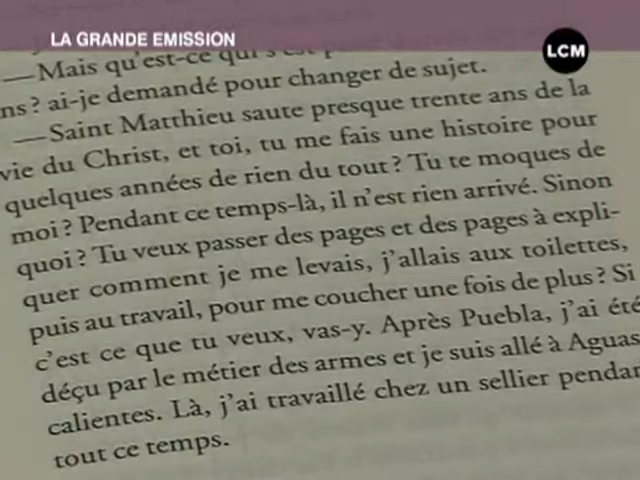 LA GRANDE EMISSION
LCM
—Mais qu'est-ce qui s'est
ns? ai-je demandé pour changer de sujet.
—Saint Matthieu saute presque trente ans de la
vie du Christ, et toi, tu me fais une histoire pour
quelques années de rien du tout? Tu te moques de
moi? Pendant ce temps-là, il n'est rien arrivé. Sinon
quoi? Tu veux passer des pages et des pages à expli-
quer comment je me levais, j'allais aux toilettes,
puis au travail, pour me coucher une fois de plus? Si
c'est ce que tu veux, vas-y. Après Puebla, j'ai été
déçu par le métier des armes et je suis allé à Aguas
calientes. Là, j'ai travaillé chez un sellier pendan
tout ce temps.